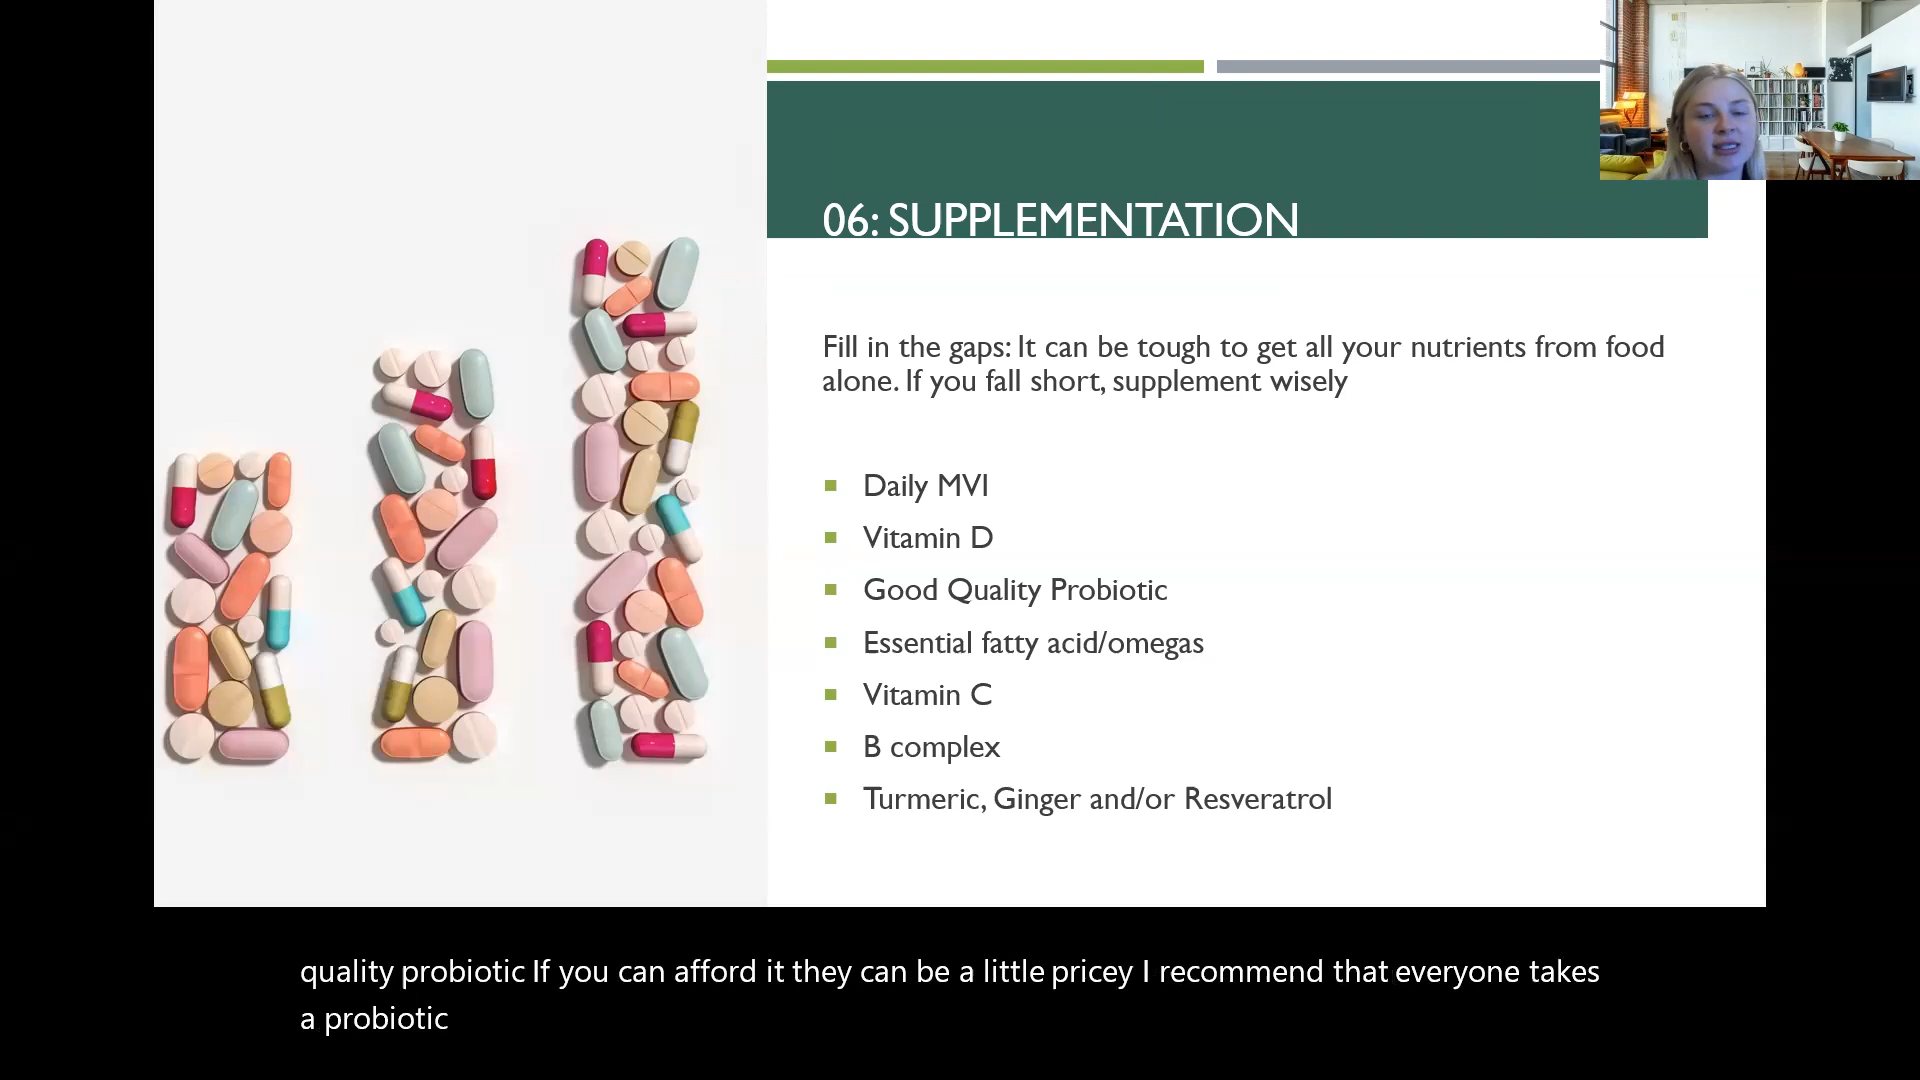 06: SUPPLEMENTATION
Fill in the gaps: It can be tough to get all your nutrients from food
alone. If you fall short, supplement wisely
Daily MVI
Vitamin D
Good Quality Probiotic
Essential fatty acid/omegas
Vitamin C
B complex
Turmeric, Ginger and/or Resveratrol
quality probiotic If you can afford it they can be a little pricey I recommend that everyone takes
a probiotic